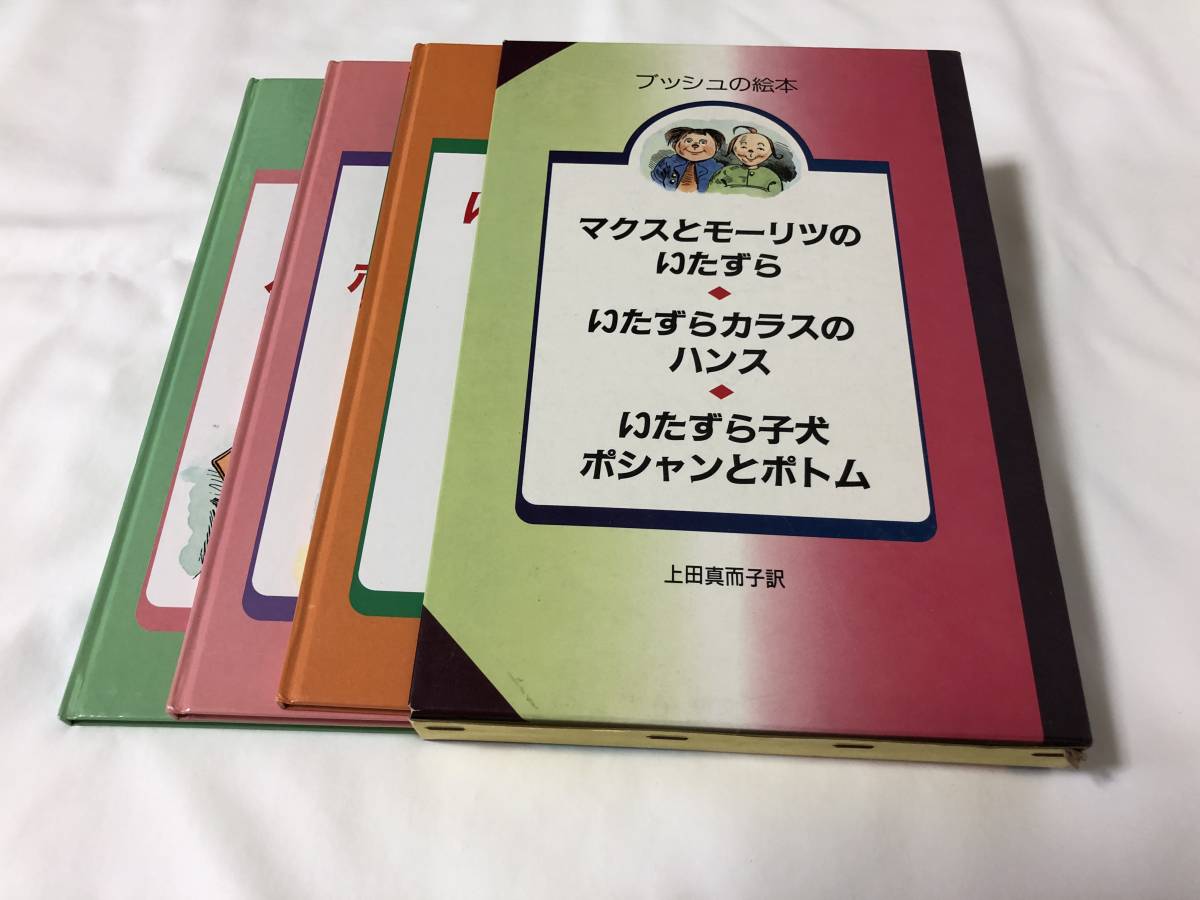 ブッシュの絵本
マクスとモーリツの
いたずら
いたずらカラスの
ハンス
いたずら子犬
ポシャンとポトム
上田真而子訳
い